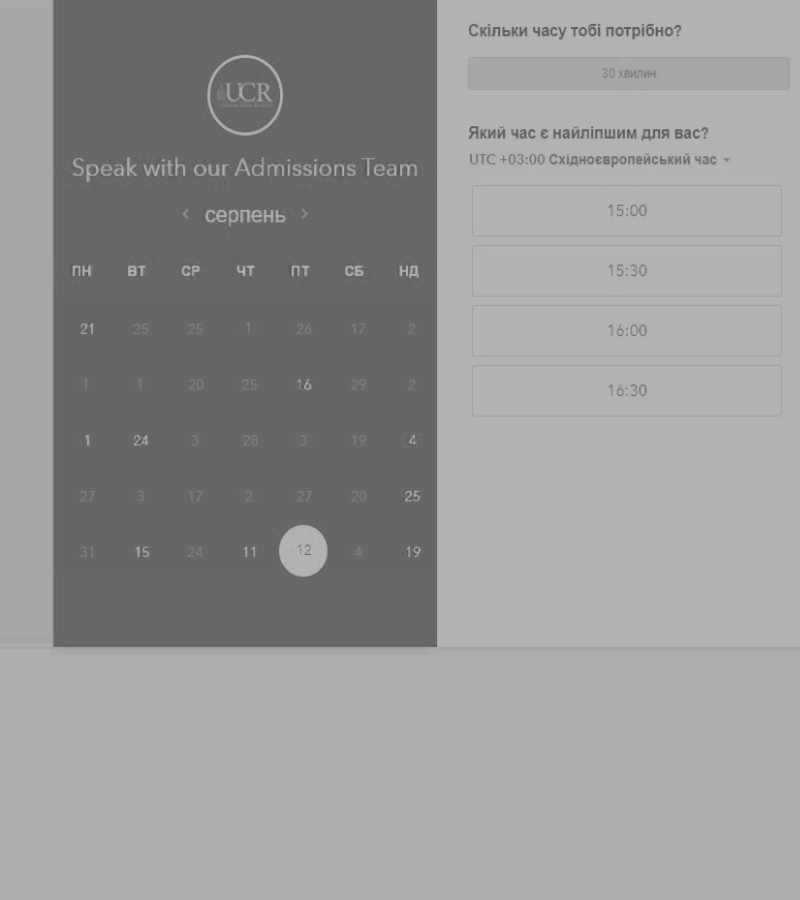 UCR
Speak with our Admissions Team
‹ серпень ›
ПН ВТ СР ЧТ ПТ СБ НД
21 25 25 1 26 17 2
1 1 20 25 16 29 2
1 24 3 28 3 19 4
27 3 17 2 27 20 25
31 15 24 11 12 4 19
Скільки часу тобі потрібно?
30 хвилин
Який час є найліпшим для вас?
UTC +03:00 Східноєвропейський час
15:00
15:30
16:00
16:30